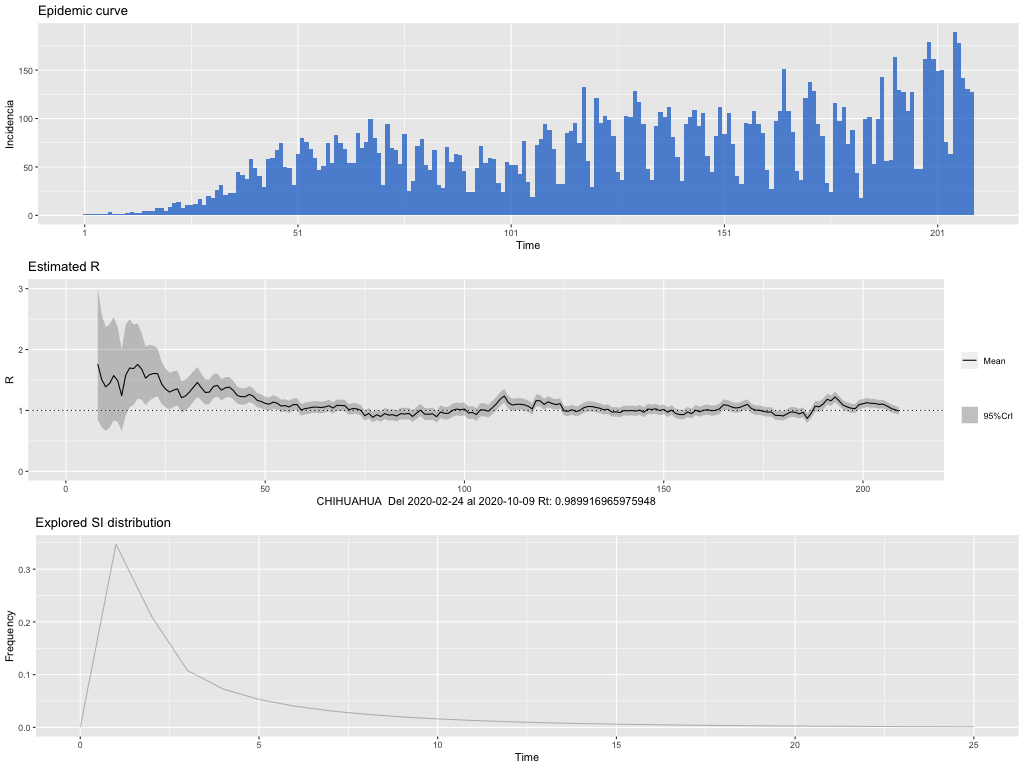 Epidemic curve
Incidencia
150
100
50
0
1
51
101
151
201
Time
Estimated R
R
3
2
1
0
0
50
100
150
200
Mean
95%CrI
CHIHUAHUA  Del 2020-02-24 al 2020-10-09 Rt: 0.989916965975948
Explored SI distribution
Frequency
0.3
0.2
0.1
0.0
0
5
10
15
20
25
Time